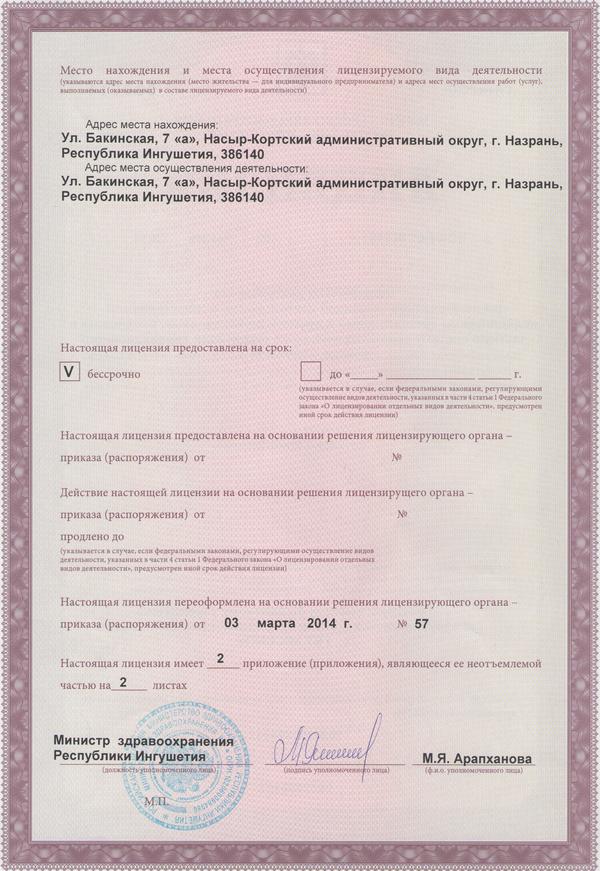 Место нахождения и места осуществления лицензируемого вида деятельности
(указываются адрес места нахождения (место жительства — для индивидуального предпринимателя) и адреса мест осуществления работ (услуг),
выполняемых (оказываемых) в составе лицензируемого вида деятельности)
Адрес места нахождения:
Ул. Бакинская, 7 «а», Насыр-Кортский административный округ, г. Назрань,
Республика Ингушетия, 386140
Адрес места осуществления деятельности:
Ул. Бакинская, 7 «а», Насыр-Кортский административный округ, г. Назрань,
Республика Ингушетия, 386140
Настоящая лицензия предоставлена на срок:
V бессрочно
до «_____» ________________ ______ г.
(указывается в случае, если федеральными законами, регулирующими
осуществление видов деятельности, указанных в части 4 статьи 1 Федерального
закона «О лицензировании отдельных видов деятельности», предусмотрен
иной срок действия лицензии)
Настоящая лицензия предоставлена на основании решения лицензирующего органа –
приказа (распоряжения) от №
Действие настоящей лицензии на основании решения лицензирущего органа –
приказа (распоряжения) от №
продлено до
(указывается в случае, если федеральными законами, регулирующими осуществление видов
деятельности, указанных в части 4 статьи 1 Федерального закона «О лицензировании отдельных
видов деятельности», предусмотрен иной срок действия лицензии)
Настоящая лицензия переоформлена на основании решения лицензирующего органа –
приказа (распоряжения) от 03 марта 2014 г. № 57
Настоящая лицензия имеет 2 приложение (приложения), являющееся ее неотъемлемой
частью на 2 листах
Министр здравоохранения
Республики Ингушетия
М.Я. Арапханова
(должность уполномоченного лица) (подпись уполномоченного лица) (ф.и.о. уполномоченного лица)
М.П.